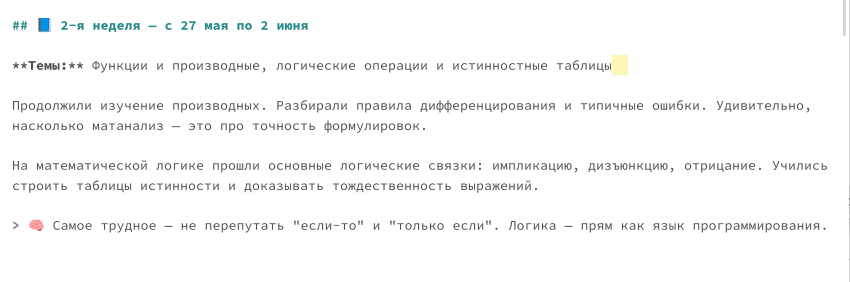 ## 📘 2-я неделя — с 27 мая по 2 июня
**Темы:** Функции и производные, логические операции и истинностные таблицы
Продолжили изучение производных. Разбирали правила дифференцирования и типичные ошибки. Удивительно,
насколько матанализ — это про точность формулировок.
На математической логике прошли основные логические связки: импликацию, дизъюнкцию, отрицание. Учились
строить таблицы истинности и доказывать тождественность выражений.
> 🧠 Самое трудное — не перепутать "если-то" и "только если". Логика — прям как язык программирования.